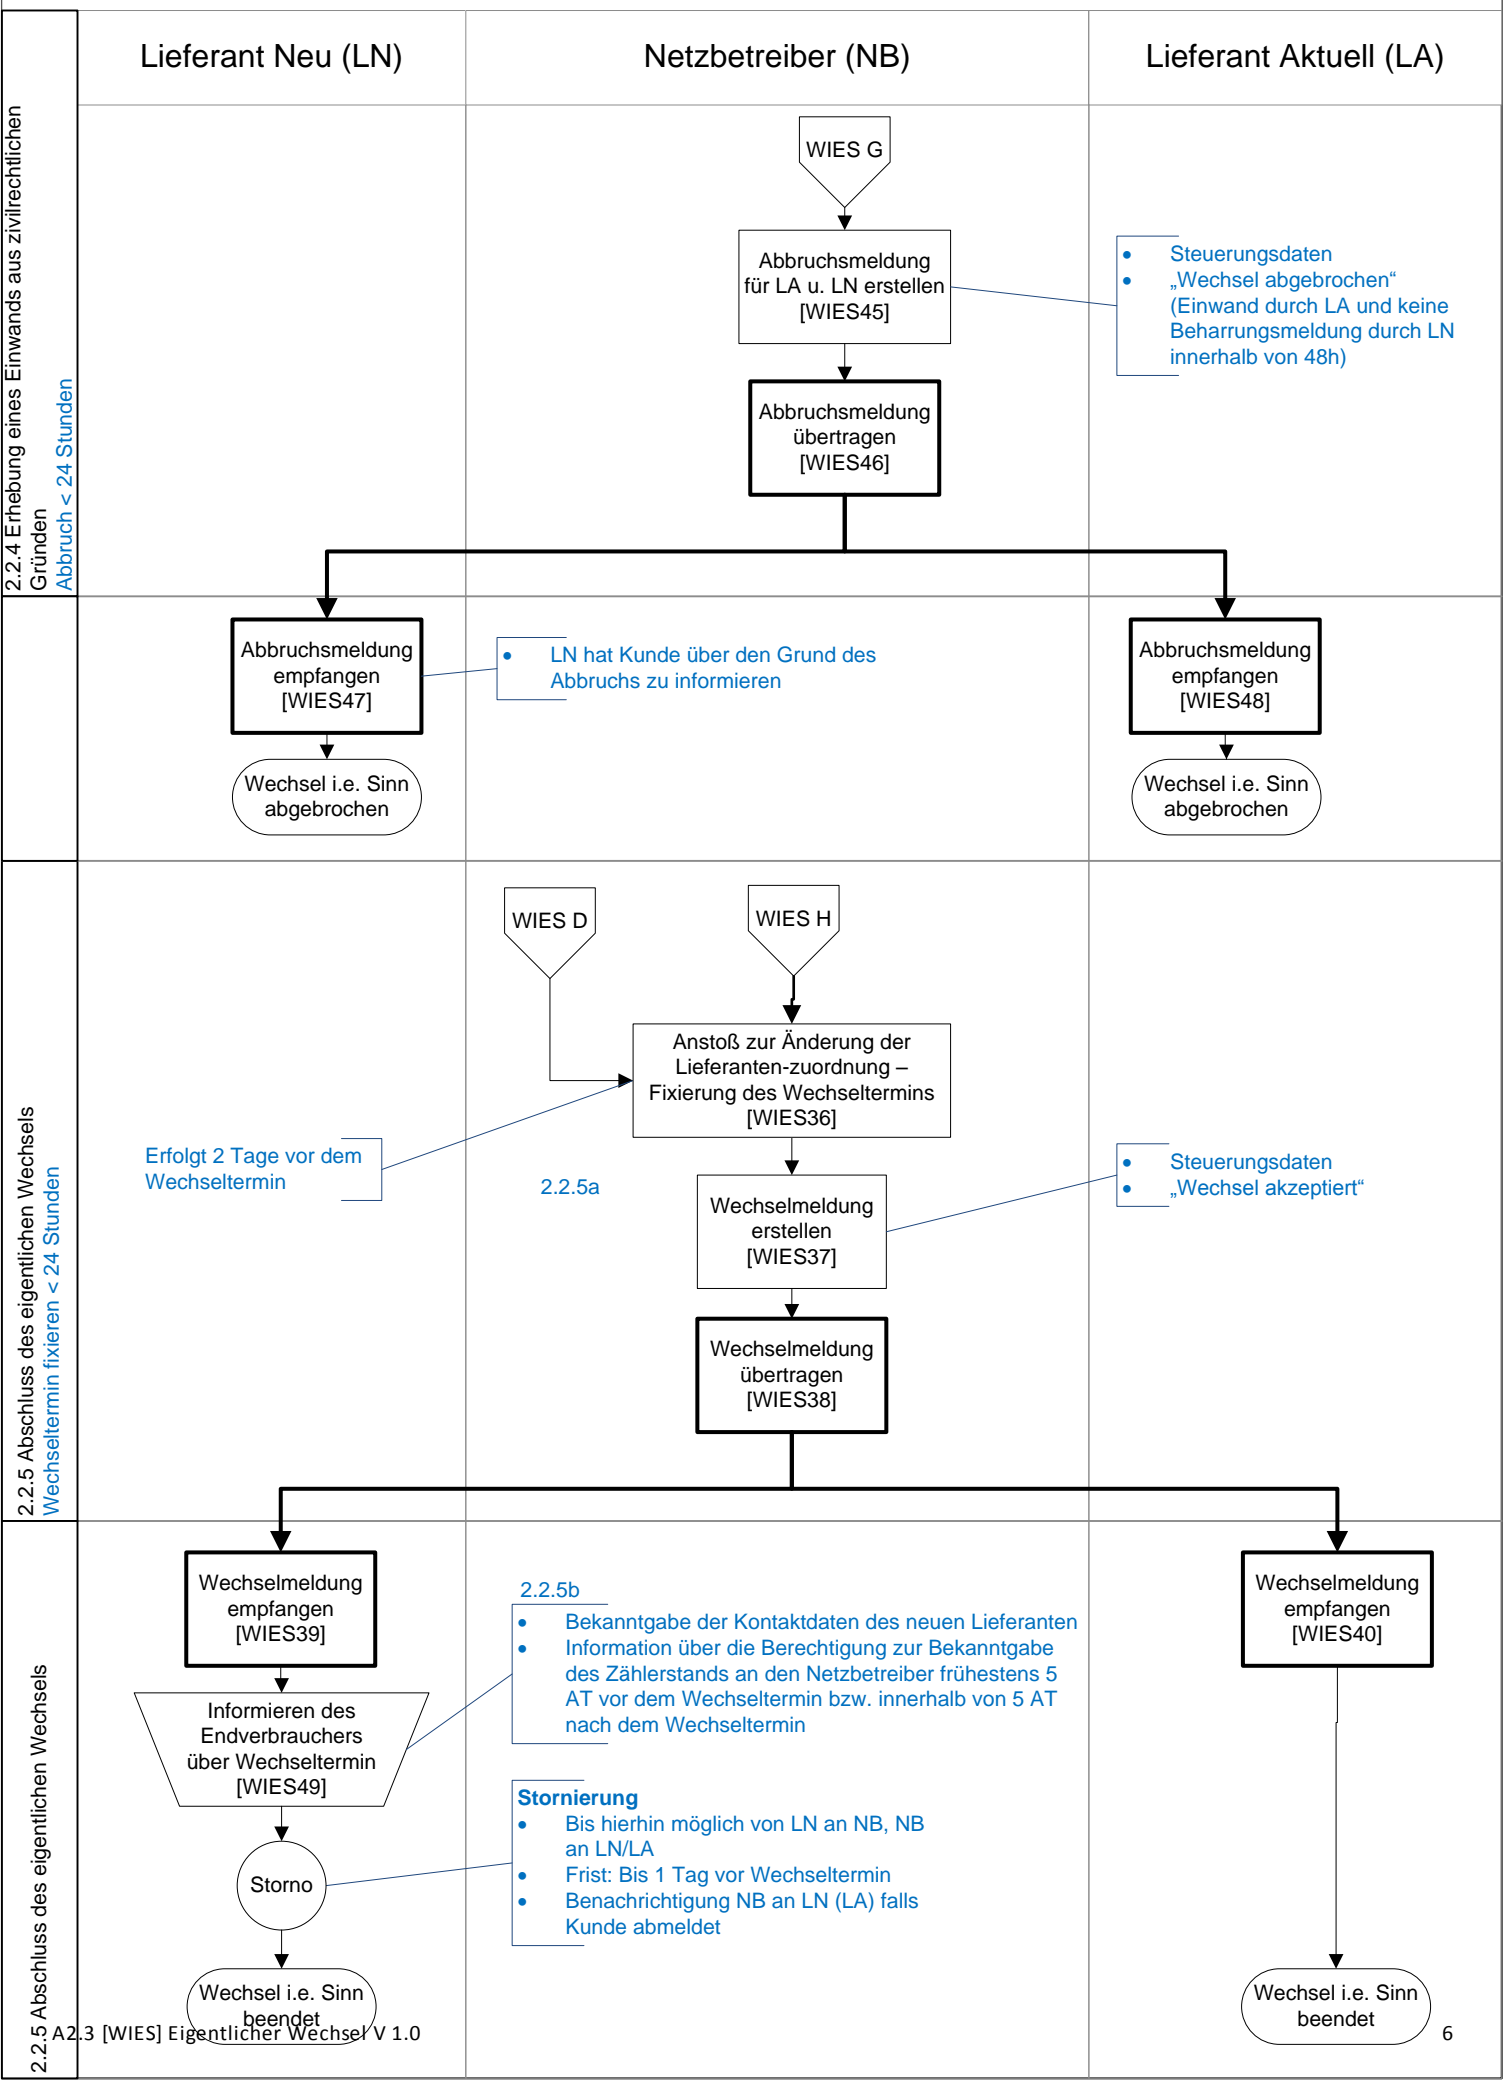 Lieferant Neu (LN)
Netzbetreiber (NB)
Lieferant Aktuell (LA)
2.2.4 Erhebung eines Einwands aus zivilrechtlichen
Gründen
Abbruch < 24 Stunden
WIES G
Abbruchsmeldung
für LA u. LN erstellen
[WIES45]
• Steuerungsdaten
• „Wechsel abgebrochen“
(Einwand durch LA und keine
Beharrungsmeldung durch LN
innerhalb von 48h)
Abbruchsmeldung
übertragen
[WIES46]
Abbruchsmeldung
empfangen
[WIES47]
• LN hat Kunde über den Grund des
Abbruchs zu informieren
Abbruchsmeldung
empfangen
[WIES48]
Wechsel i.e. Sinn
abgebrochen
Wechsel i.e. Sinn
abgebrochen
2.2.5 Abschluss des eigentlichen Wechsels
Wechseltermin fixieren < 24 Stunden
WIES D
WIES H
Anstoß zur Änderung der
Lieferanten-zuordnung –
Fixierung des Wechseltermins
[WIES36]
Erfolgt 2 Tage vor dem
Wechseltermin
2.2.5a
Wechselmeldung
erstellen
[WIES37]
• Steuerungsdaten
• „Wechsel akzeptiert“
Wechselmeldung
übertragen
[WIES38]
2.2.5 Abschluss des eigentlichen Wechsels
Wechselmeldung
empfangen
[WIES39]
2.2.5b
• Bekanntgabe der Kontaktdaten des neuen Lieferanten
• Information über die Berechtigung zur Bekanntgabe
des Zählerstands an den Netzbetreiber frühestens 5
AT vor dem Wechseltermin bzw. innerhalb von 5 AT
nach dem Wechseltermin
Wechselmeldung
empfangen
[WIES40]
Informieren des
Endverbrauchers
über Wechseltermin
[WIES49]
Stornierung
• Bis hierhin möglich von LN an NB, NB
an LN/LA
• Frist: Bis 1 Tag vor Wechseltermin
• Benachrichtigung NB an LN (LA) falls
Kunde abmeldet
Storno
Wechsel i.e. Sinn
beendet
Wechsel i.e. Sinn
beendet
A2.3 [WIES] Eigentlicher Wechsel V 1.0
6